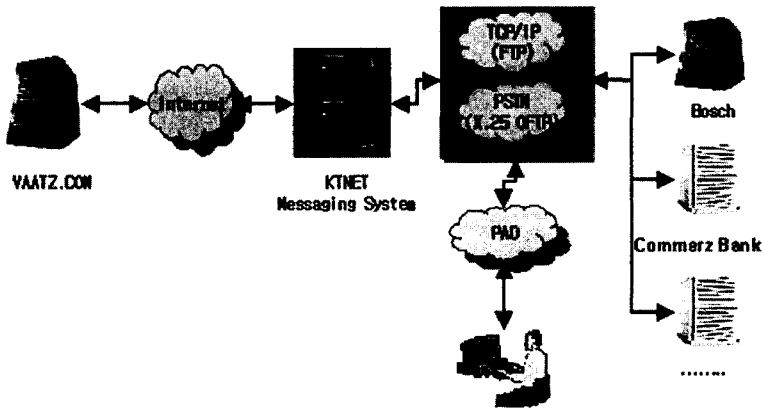 TCP/IP
(FTP)
Internet
PSDN
(X.25 OFTP)
Bosch
VAATZ.COM
KTNET
Messaging System
PAD
Commerz Bank
........